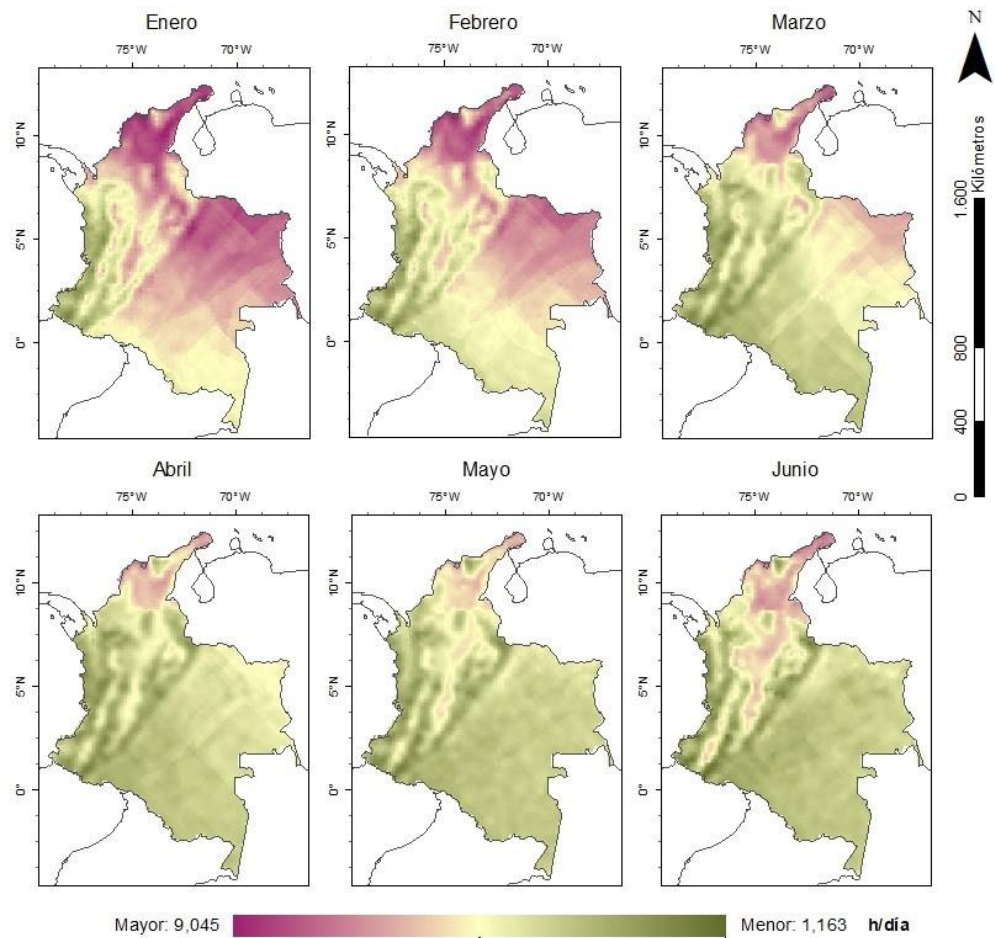 Enero Febrero Marzo N
75°W 70°W 75°W 70°W 75°W 70°W
10°N 10°N 10°N
5°N 5°N 5°N
0° 0° 0°
Kilómetros
1.600
800
400
0
Abril Mayo Junio
75°W 70°W 75°W 70°W 75°W 70°W
10°N 10°N 10°N
5°N 5°N 5°N
0° 0° 0°
Mayor: 9,045 Menor: 1,163 h/día